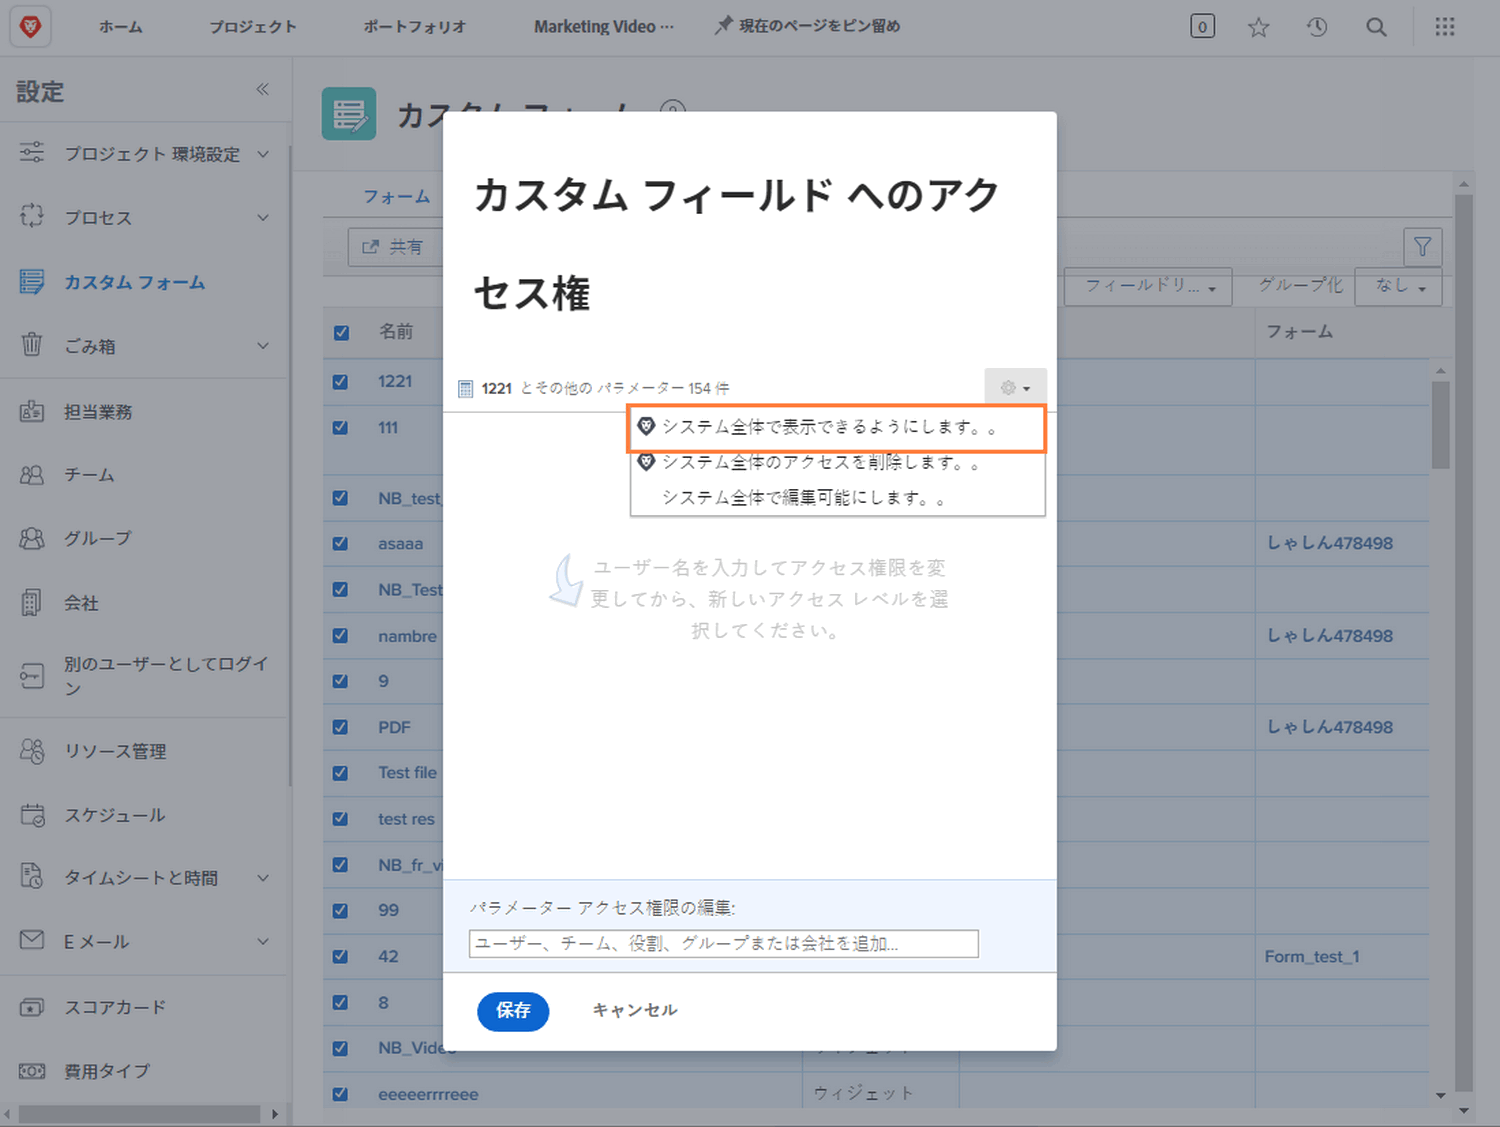 ホーム
プロジェクト
ポートフォリオ
Marketing Video ···
現在のページをピン留め
0
設定
プロジェクト 環境設定
プロセス
カスタム フォーム
ごみ箱
担当業務
チーム
グループ
会社
別のユーザーとしてログイ
ン
リソース管理
スケジュール
タイムシートと時間
E メール
スコアカード
費用タイプ
フォーム
共有
フィールドリ...
グループ化
なし
名前
フォーム
1221
111
NB_test_
asaaa
しゃしん478498
NB_Test
nambre
しゃしん478498
9
PDF
しゃしん478498
Test file
test res
NB_fr_vi
99
42
Form_test_1
8
NB_Video
eeeeerrrreee
ウィジェット
カスタム フィールド へのアク
セス権
1221 とその他の パラメーター 154 件
システム全体で表示できるようにします。。
システム全体のアクセスを削除します。。
システム全体で編集可能にします。。
ユーザー名を入力してアクセス権限を変
更してから、新しいアクセス レベルを選
択してください。
パラメーター アクセス権限の編集:
ユーザー、チーム、役割、グループまたは会社を追加...
保存
キャンセル